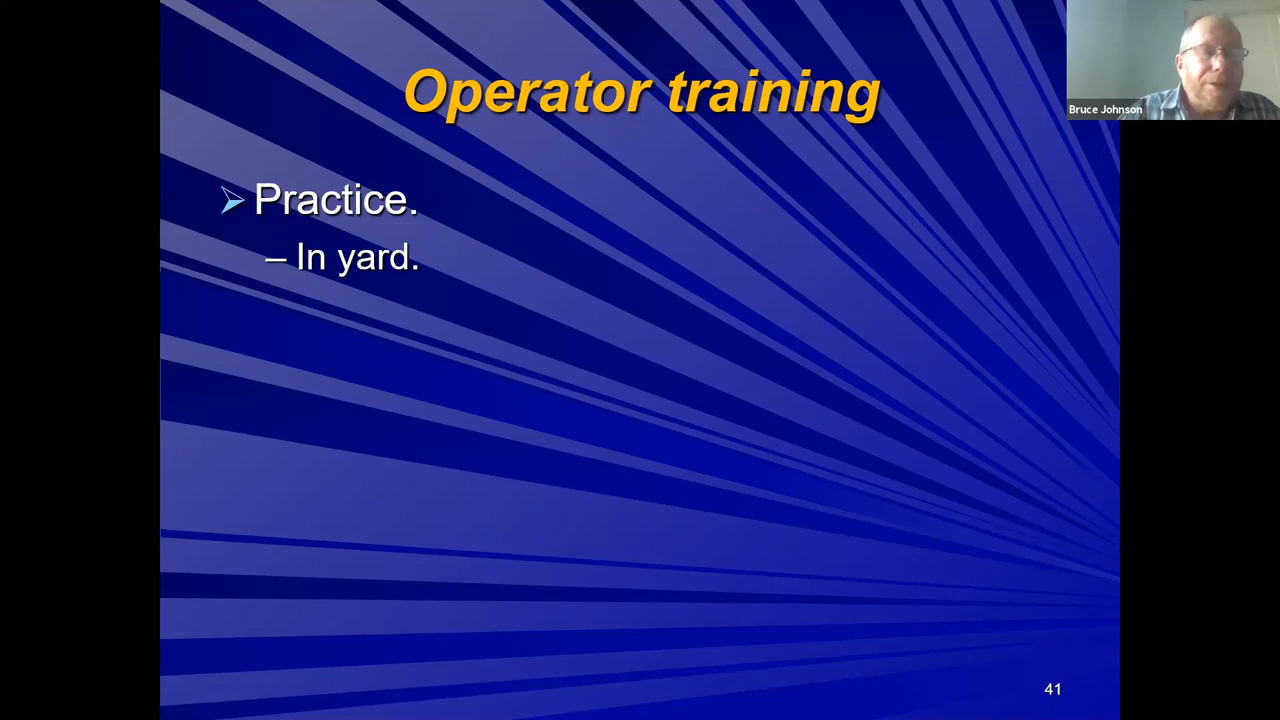 Operator training
Bruce Johnson
➢ Practice.
– In yard.
41